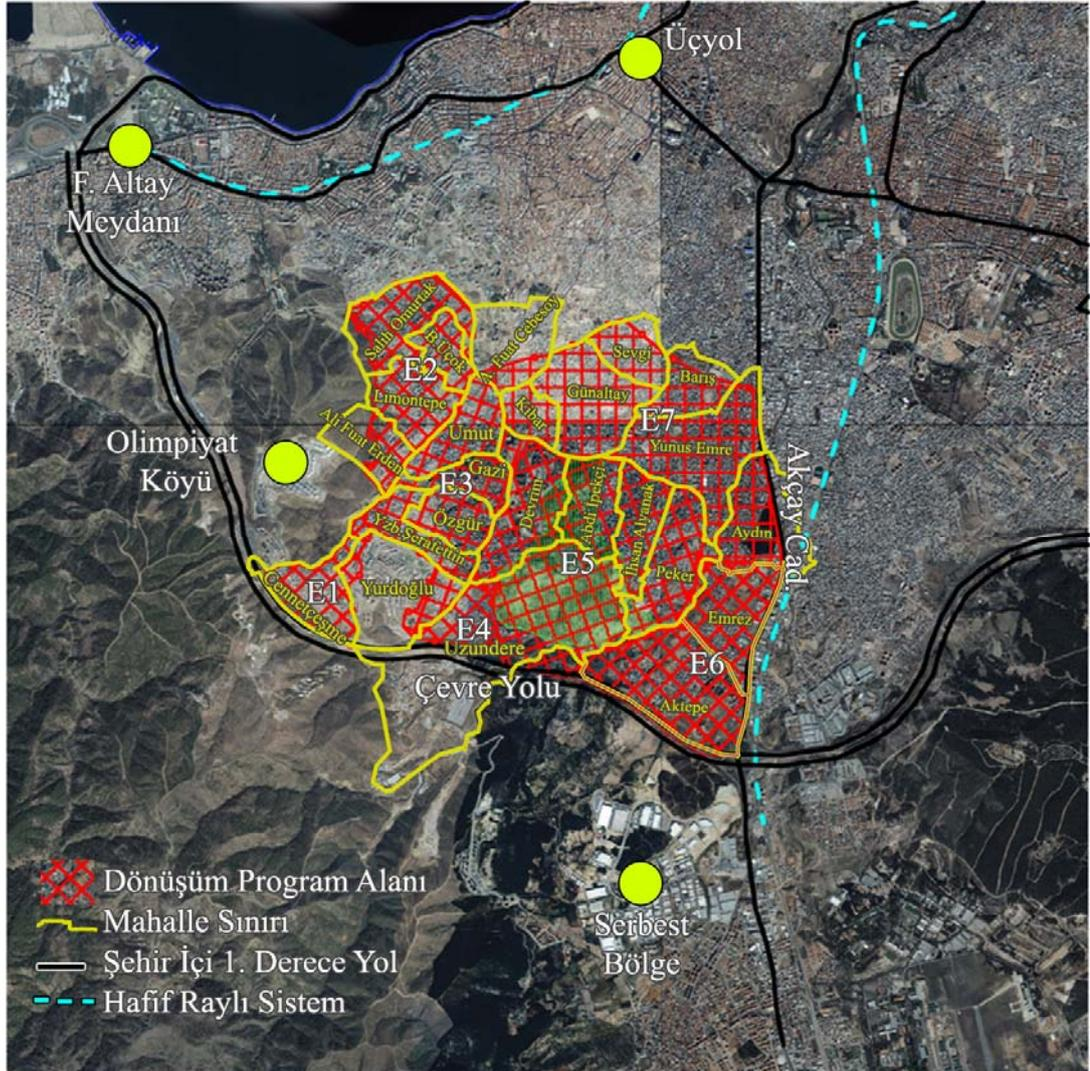 Üçyol
F. Altay
Meydanı
Salih Omurtak
B. Uçok
A. Fuat Cebesoy
Sevgi
Barış
E2
Limontepe
Günaltay
Kibar
E7
Ali Fuat Erden
Umut
Yunus Emre
Olimpiyat
Köyü
Gazi
E3
Devrim
Abdi İpekçi
İhsan Alyanak
Akçay Cad.
Özgür
Yzb. Şerafettin
Aydın
E5
Peker
E1
Yurdoğlu
Cennetçeşme
Emrez
E4
Uzundere
E6
Çevre Yolu
Aktepe
Dönüşüm Program Alanı
Mahalle Sınırı
Şehir İçi 1. Derece Yol
Hafif Raylı Sistem
Serbest
Bölge